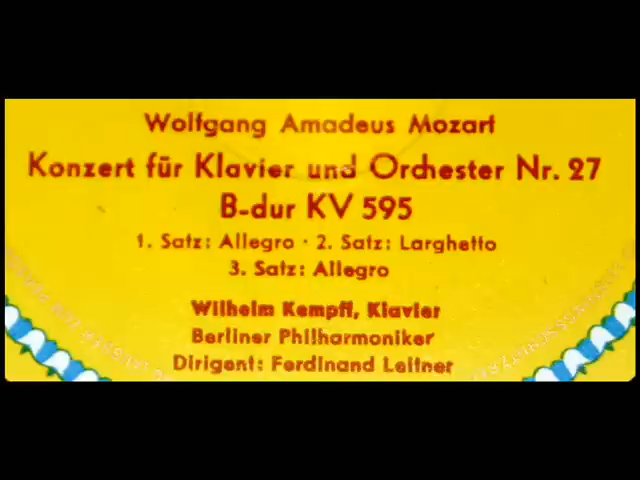 Wolfgang Amadeus Mozart
Konzert für Klavier und Orchester Nr. 27
B-dur KV 595
1. Satz: Allegro · 2. Satz: Larghetto
3. Satz: Allegro
Wilhelm Kempff, Klavier
Berliner Philharmoniker
Dirigent: Ferdinand Leitner